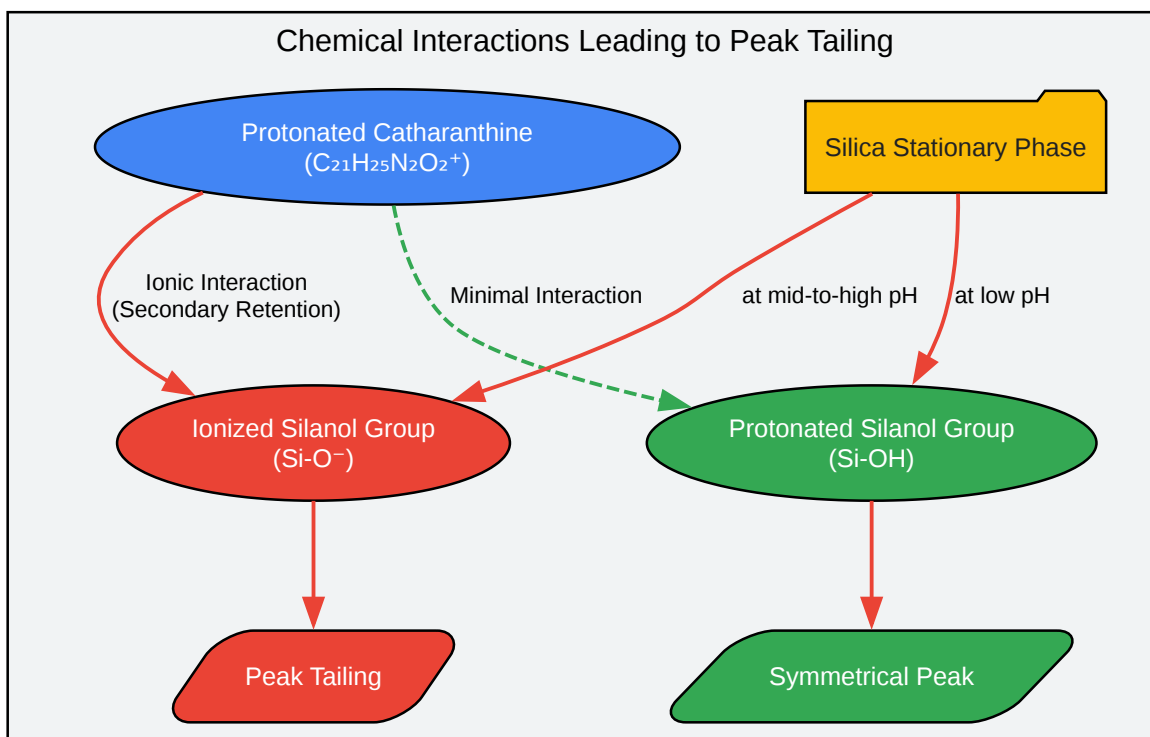 Chemical Interactions Leading to Peak Tailing
Protonated Catharanthine
(C₂₁H₂₅N₂O₂⁺)
Silica Stationary Phase
Ionic Interaction
(Secondary Retention)
Minimal Interaction
at mid-to-high pH
at low pH
Ionized Silanol Group
(Si-O⁻)
Protonated Silanol Group
(Si-OH)
Peak Tailing
Symmetrical Peak